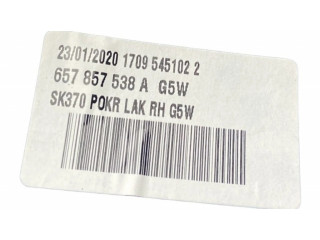 23/01/2020 1709 545102 2
657 857 538 A G5W
SK370 POKR LAK RH G5W